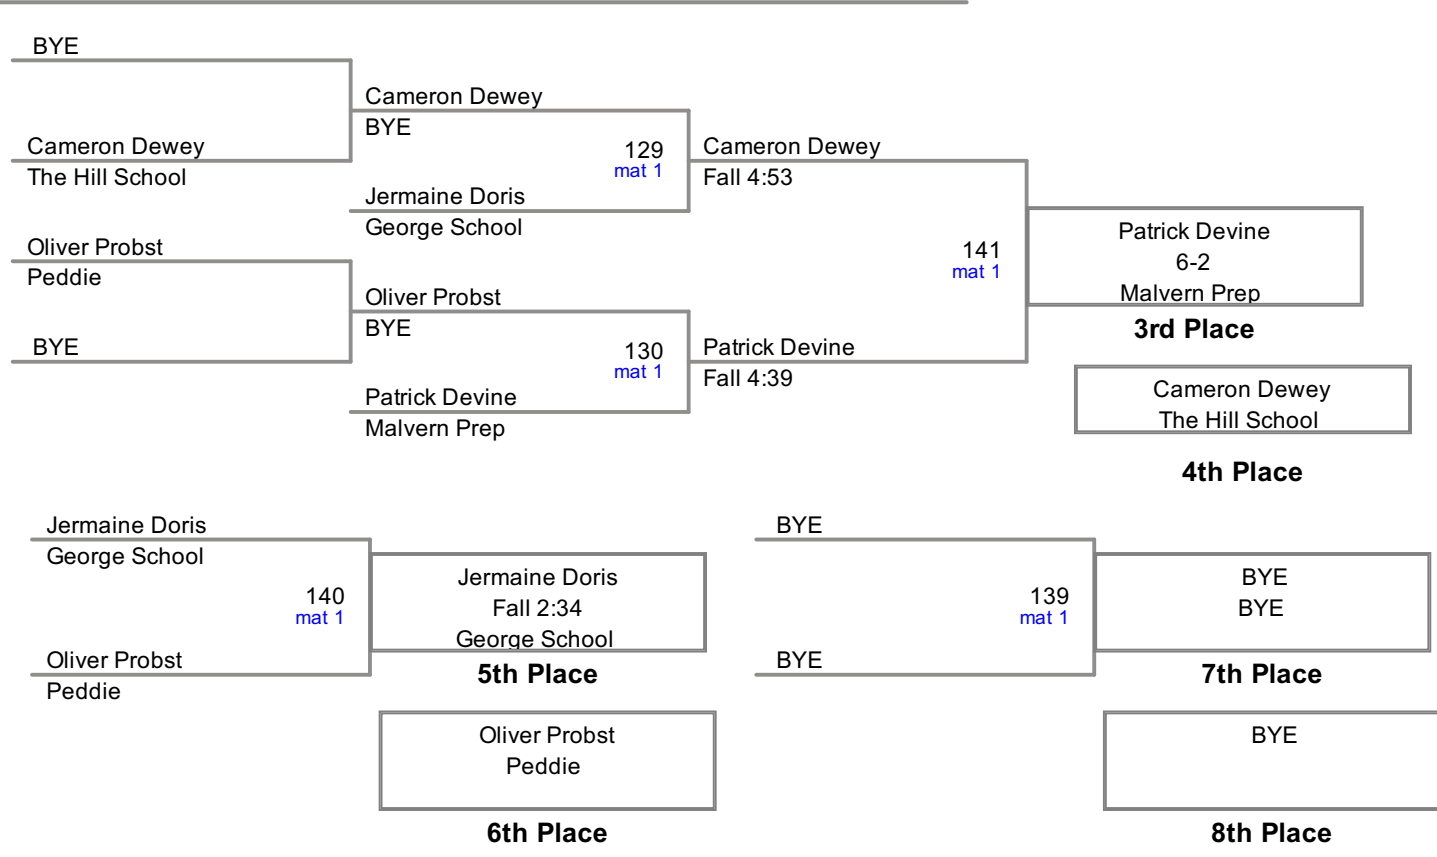 BYE
Cameron Dewey
BYE
Cameron Dewey
The Hill School
129
mat 1
Cameron Dewey
Fall 4:53
Jermaine Doris
George School
Oliver Probst
Peddie
141
mat 1
Patrick Devine
6-2
Malvern Prep
3rd Place
Oliver Probst
BYE
BYE
130
mat 1
Patrick Devine
Fall 4:39
Patrick Devine
Malvern Prep
Cameron Dewey
The Hill School
4th Place
Jermaine Doris
George School
140
mat 1
Jermaine Doris
Fall 2:34
George School
5th Place
Oliver Probst
Peddie
Oliver Probst
Peddie
6th Place
BYE
139
mat 1
BYE
BYE
7th Place
BYE
BYE
8th Place